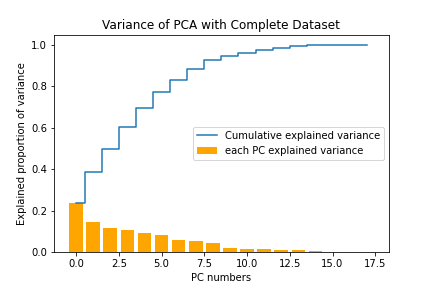 Variance of PCA with Complete Dataset
1.0
0.8
0.6
0.4
0.2
0.0
Explained proportion of variance
Cumulative explained variance
each PC explained variance
0.0 2.5 5.0 7.5 10.0 12.5 15.0 17.5
PC numbers